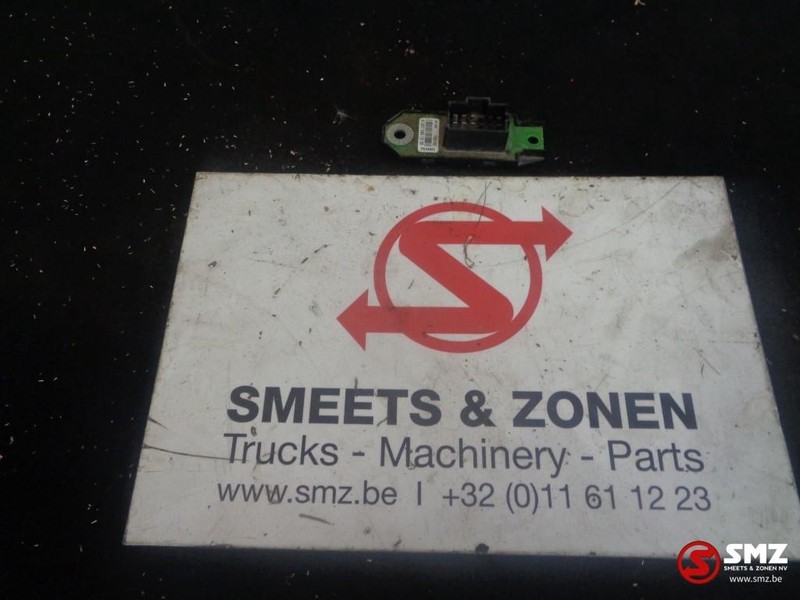 SMEETS & ZONEN
Trucks - Machinery - Parts
www.smz.be | +32 (0)11 61 12 23
SMZ
SMEETS & ZONEN NV
www.smz.be